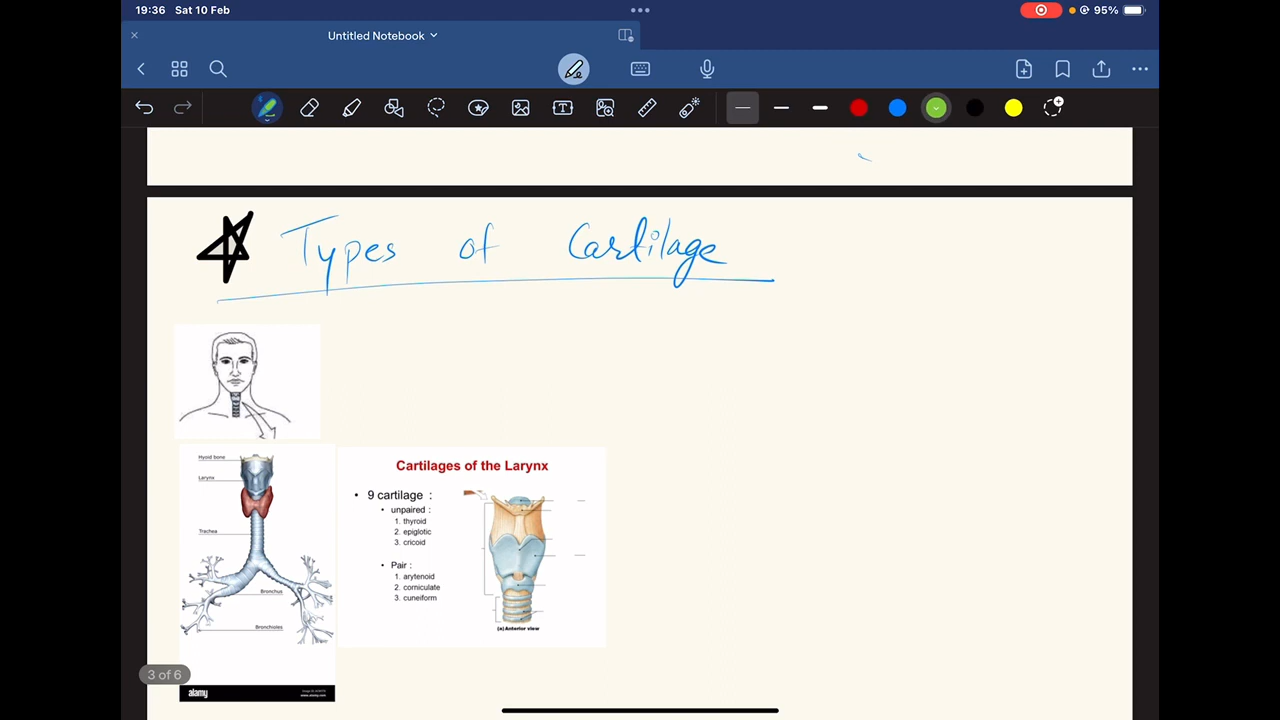 19:36 Sat 10 Feb
95%
Untitled Notebook
Types of Cartilage
Hyoid bone
Larynx
Trachea
Bronchus
Bronchioles
alamy
Cartilages of the Larynx
• 9 cartilage :
• unpaired :
1. thyroid
2. epiglotic
3. cricoid
• Pair :
1. arytenoid
2. corniculate
3. cuneiform
(a) Anterior view
3 of 6